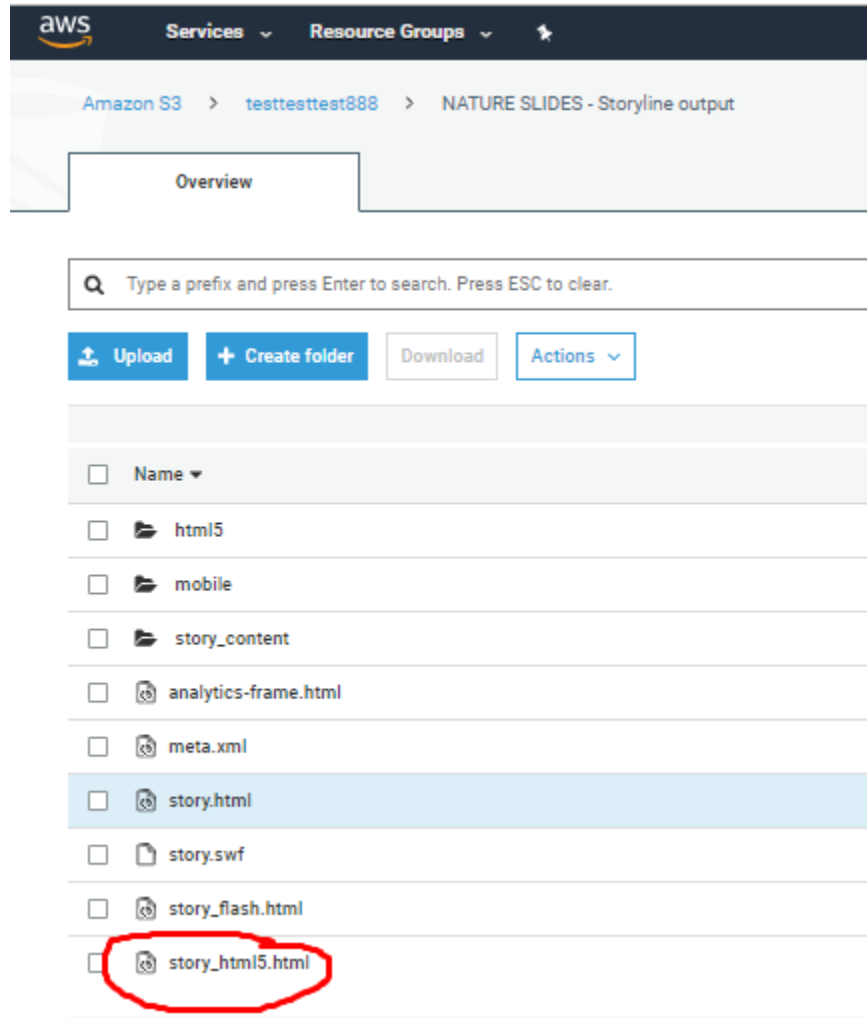 aws Services Resource Groups
Amazon S3 > testtesttest888 > NATURE SLIDES - Storyline output
Overview
Type a prefix and press Enter to search. Press ESC to clear.
Upload + Create folder Download Actions
Name
html5
mobile
story_content
analytics-frame.html
meta.xml
story.html
story.swf
story_flash.html
story_html5.html